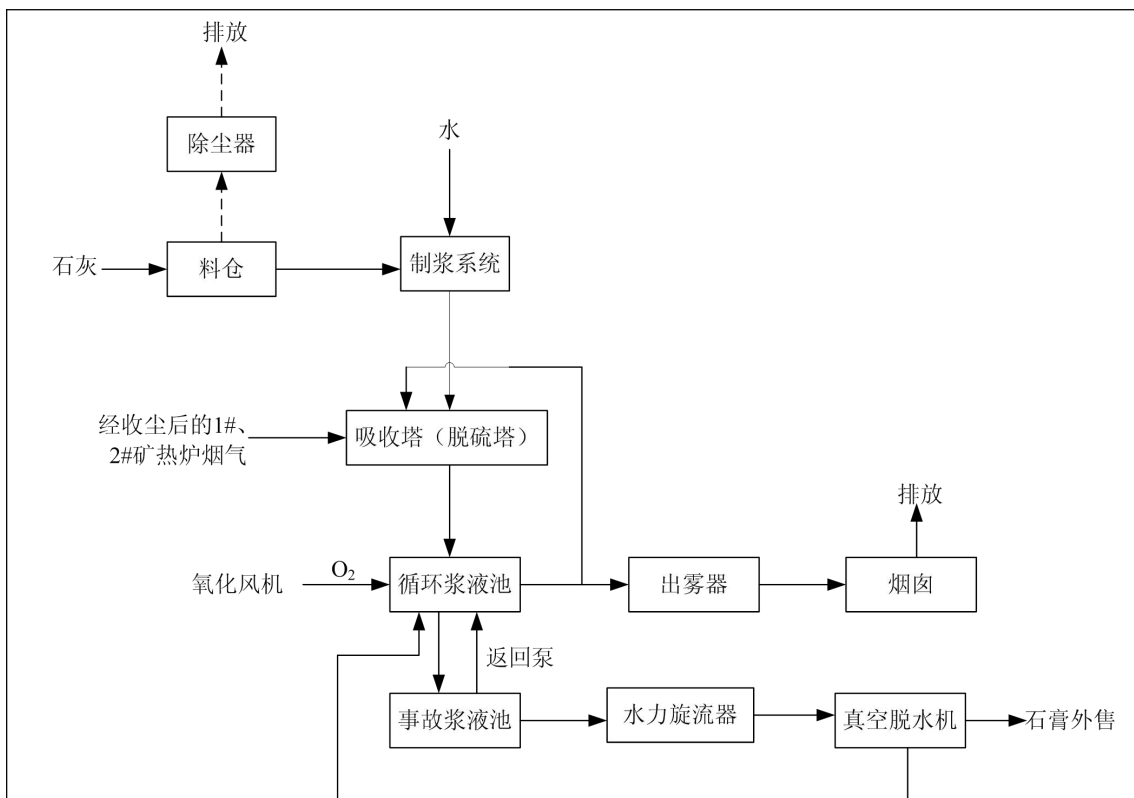 排放
除尘器
水
石灰
料仓
制浆系统
经收尘后的1#、
2#矿热炉烟气
吸收塔（脱硫塔）
排放
氧化风机
O₂
循环浆液池
出雾器
烟囱
返回泵
事故浆液池
水力旋流器
真空脱水机
石膏外售